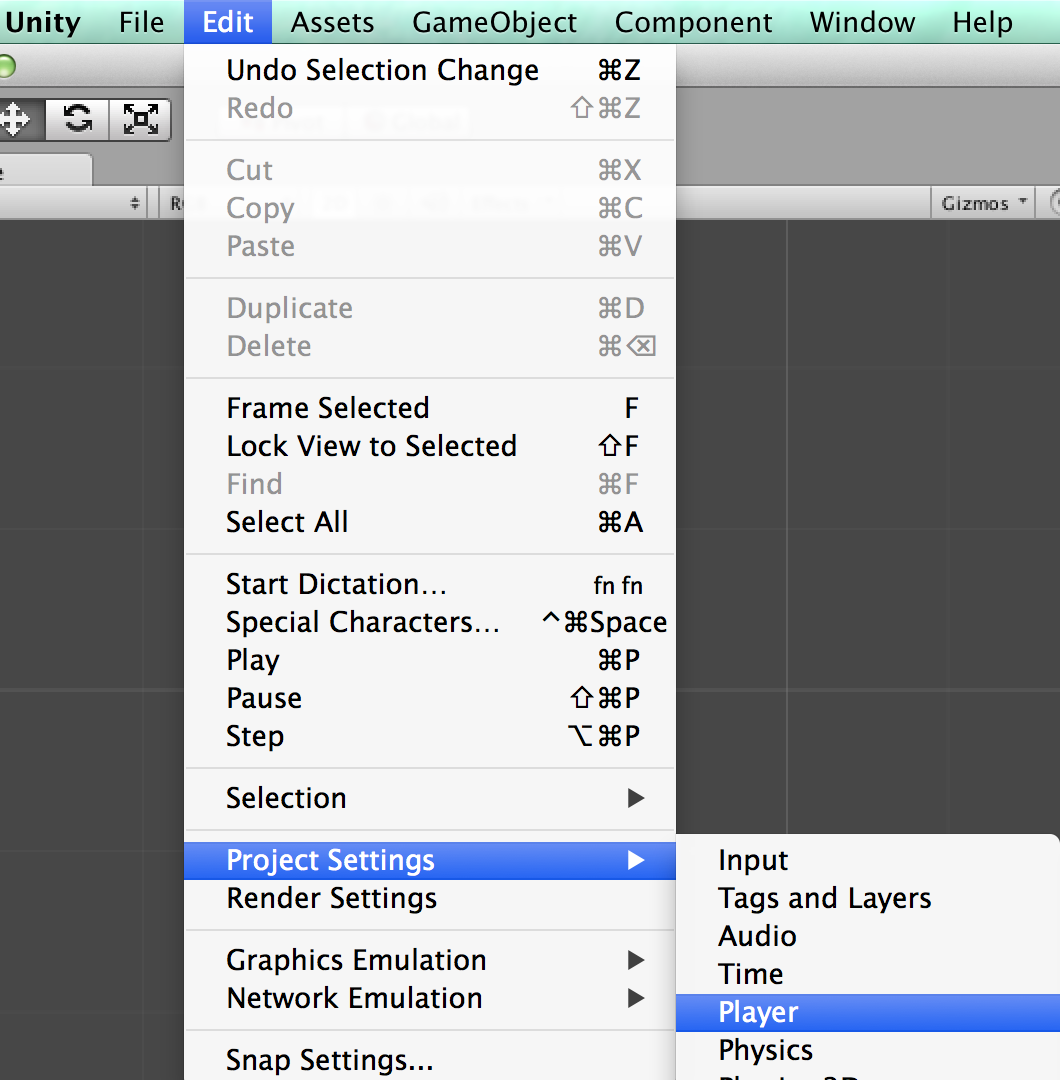 Unity File Edit Assets GameObject Component Window Help
Undo Selection Change ⌘Z
Redo ⇧⌘Z
Cut ⌘X
Copy ⌘C
Paste ⌘V
Gizmos
Duplicate ⌘D
Delete ⌘⌫
Frame Selected F
Lock View to Selected ⇧F
Find ⌘F
Select All ⌘A
Start Dictation... fn fn
Special Characters... ^⌘Space
Play ⌘P
Pause ⇧⌘P
Step ⌥⌘P
Selection ▶
Project Settings ▶
Render Settings
Graphics Emulation ▶
Network Emulation ▶
Snap Settings...
Input
Tags and Layers
Audio
Time
Player
Physics